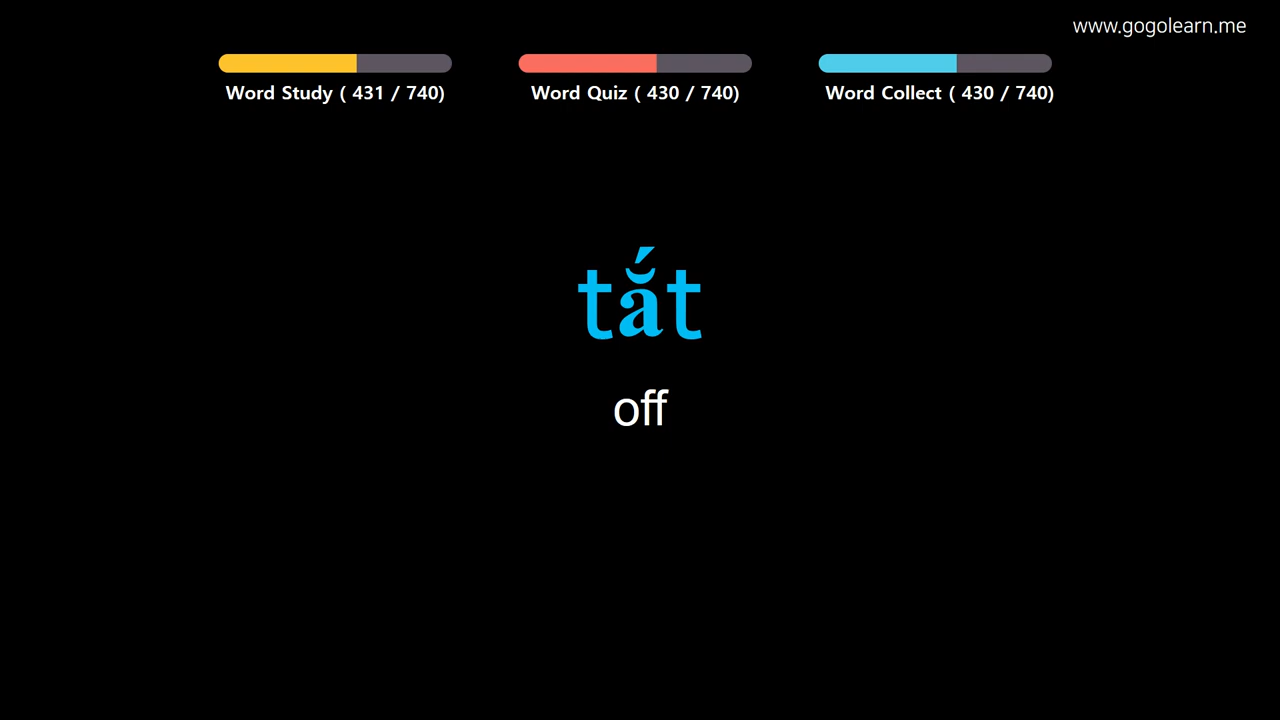 www.gogolearn.me
Word Study ( 431 / 740)
Word Quiz ( 430 / 740)
Word Collect ( 430 / 740)
tắt
off